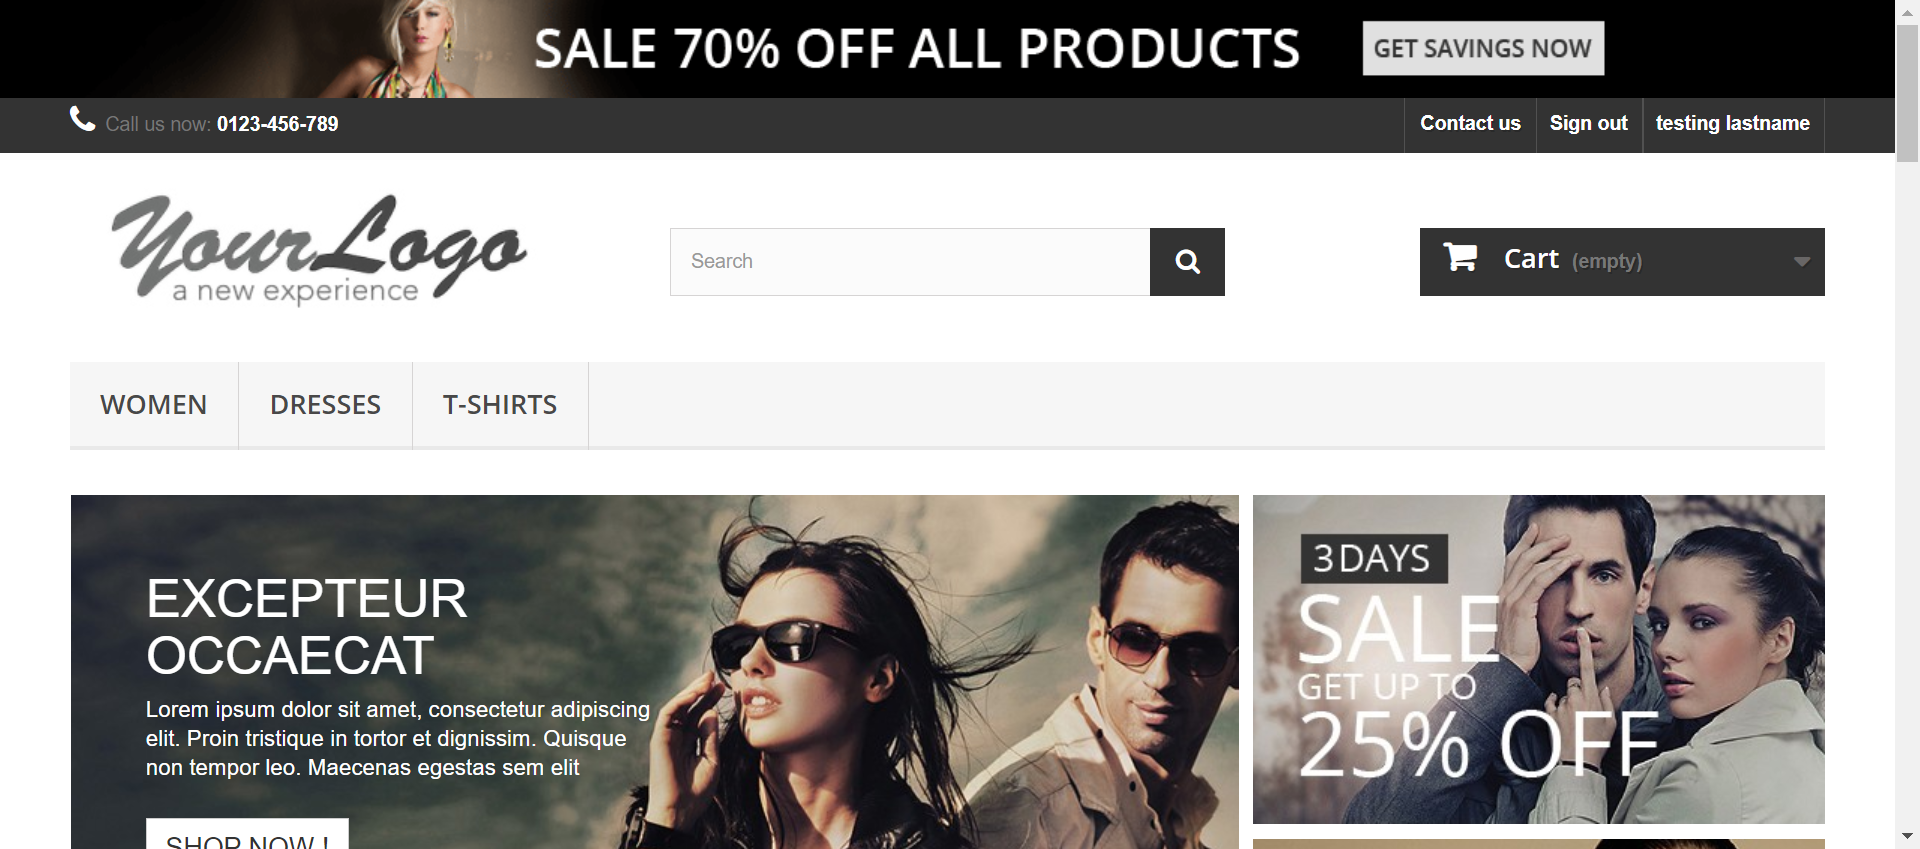 SALE 70% OFF ALL PRODUCTS
GET SAVINGS NOW
Call us now: 0123-456-789
Contact us
Sign out
testing lastname
YourLogo
a new experience
Search
Cart (empty)
WOMEN
DRESSES
T-SHIRTS
EXCEPTEUR
OCCAECAT
Lorem ipsum dolor sit amet, consectetur adipiscing
elit. Proin tristique in tortor et dignissim. Quisque
non tempor leo. Maecenas egestas sem elit
SHOP NOW !
3 DAYS
SALE
GET UP TO
25% OFF